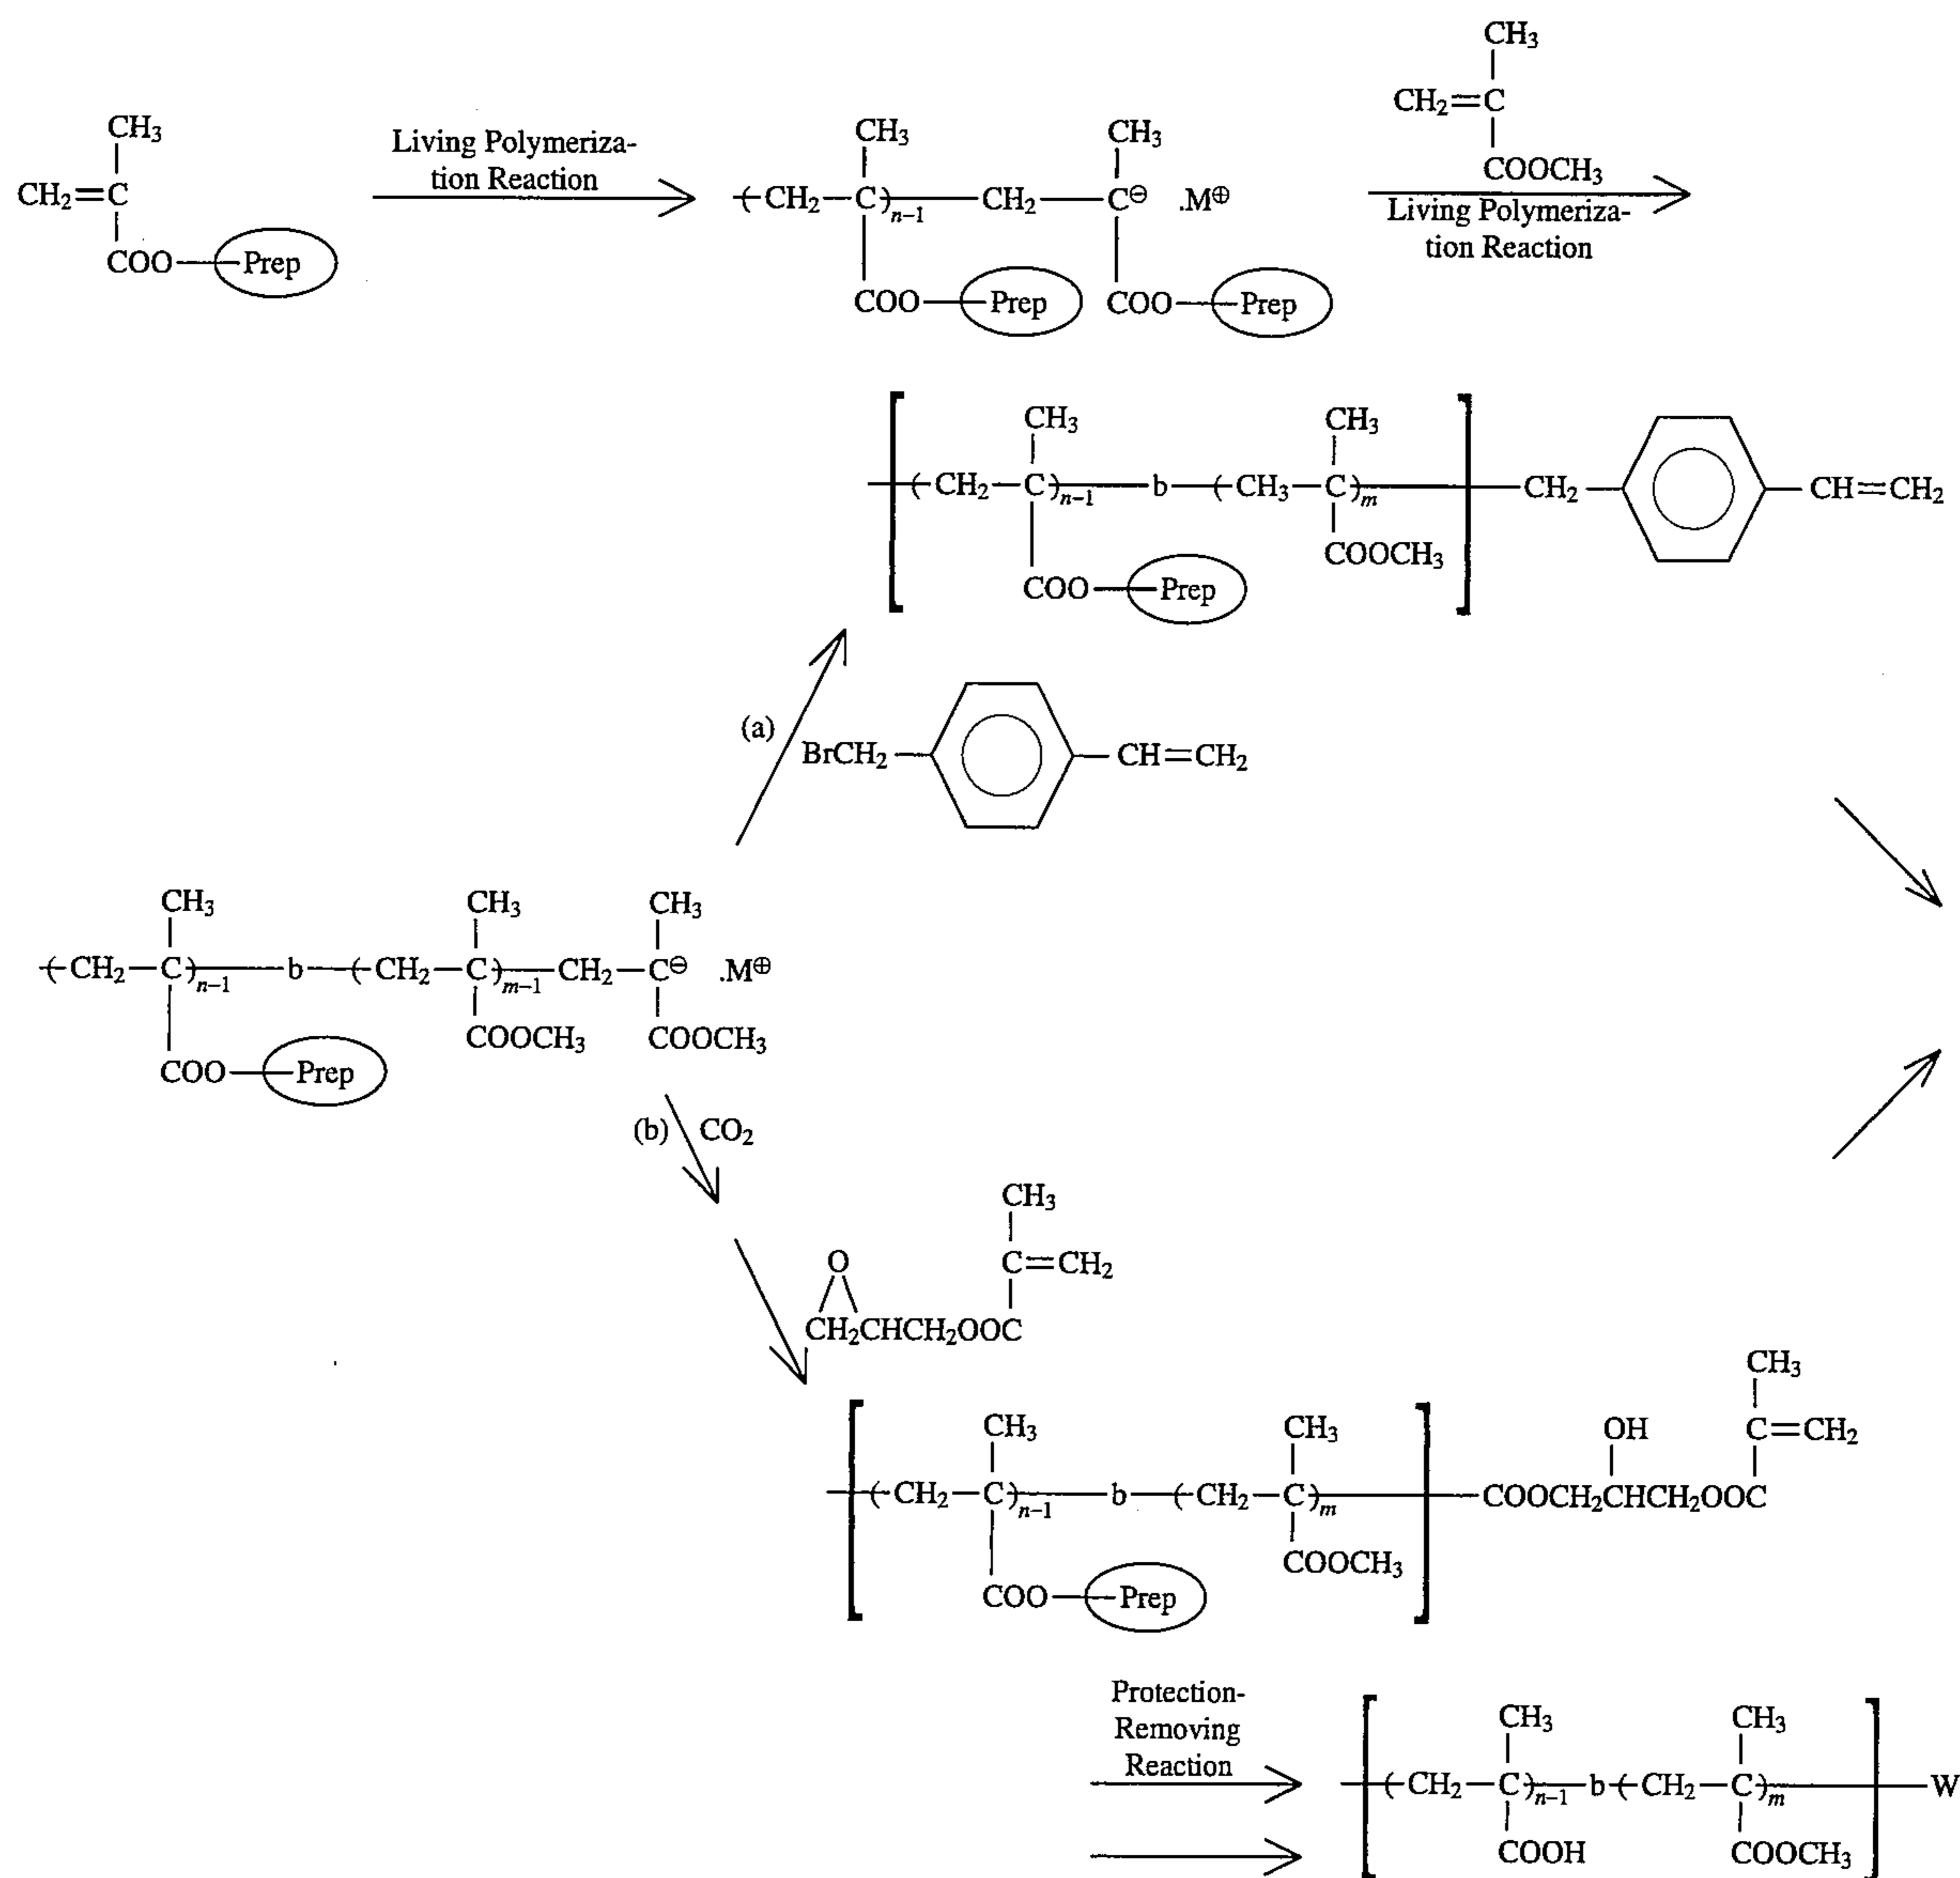 CH3
CH2=C
COO—Prep
Living Polymeriza-
tion Reaction
CH3 CH3
-(CH2—C)n-1—CH2—C⊖ .M⊕
COO—Prep COO—Prep
CH3
CH2=C
COOCH3
Living Polymeriza-
tion Reaction
CH3 CH3
[-(CH2—C)n-1—b-(CH3—C)m-]—CH2— —CH=CH2
COOCH3
COO—Prep
(a)
BrCH2— —CH=CH2
CH3 CH3 CH3
-(CH2—C)n-1—b-(CH2—C)m-1—CH2—C⊖ .M⊕
COOCH3 COOCH3
COO—Prep
(b) CO2
CH3
O C=CH2
CH2CHCH2OOC
CH3
CH3 CH3 OH C=CH2
[-(CH2—C)n-1—b-(CH2—C)m-]—COOCH2CHCH2OOC
COOCH3
COO—Prep
Protection-
Removing
Reaction
CH3 CH3
[-(CH2—C)n-1—b-(CH2—C)m-]—W
COOH COOCH3